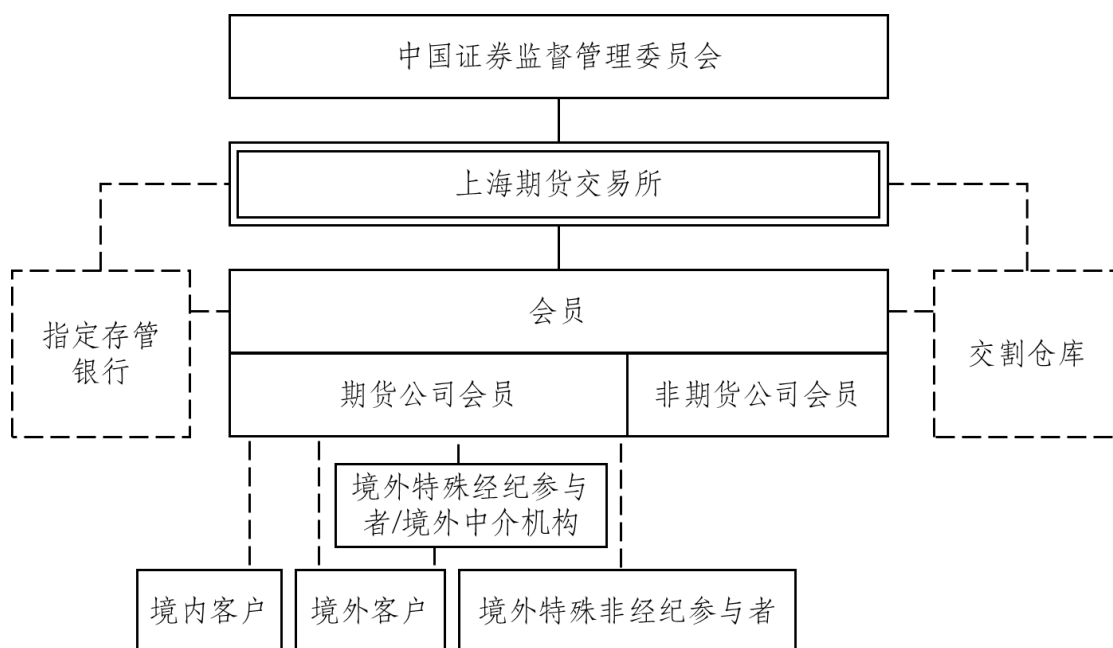 中国证券监督管理委员会
上海期货交易所
指定存管
银行
会员
交割仓库
期货公司会员
非期货公司会员
境外特殊经纪参与
者/境外中介机构
境内客户
境外客户
境外特殊非经纪参与者